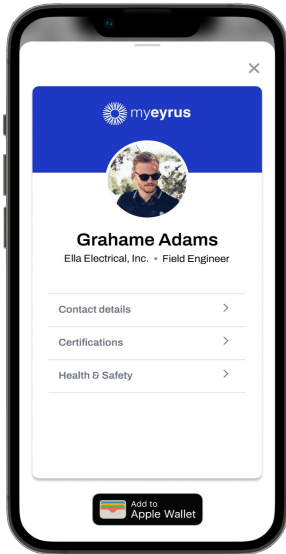 myeyrus
Grahame Adams
Ella Electrical, Inc. • Field Engineer
Contact details
Certifications
Health & Safety
Add to
Apple Wallet